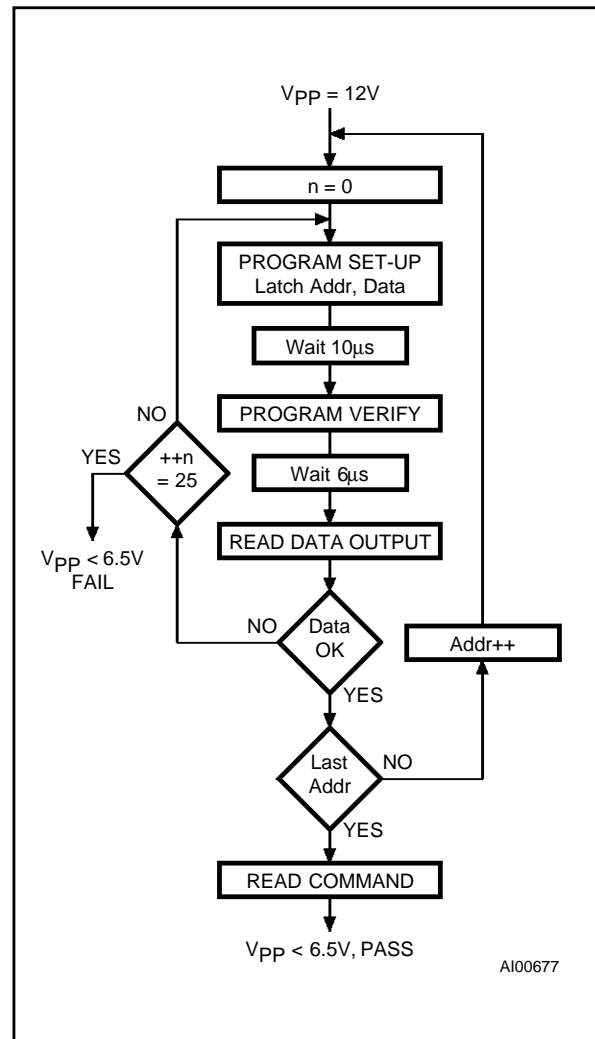 VPP = 12V
n = 0
PROGRAM SET-UP
Latch Addr, Data
Wait 10µs
NO
PROGRAM VERIFY
YES
++n
= 25
Wait 6µs
READ DATA OUTPUT
VPP < 6.5V
FAIL
NO
Data
OK
Addr++
YES
Last
Addr
NO
YES
READ COMMAND
VPP < 6.5V, PASS
AI00677